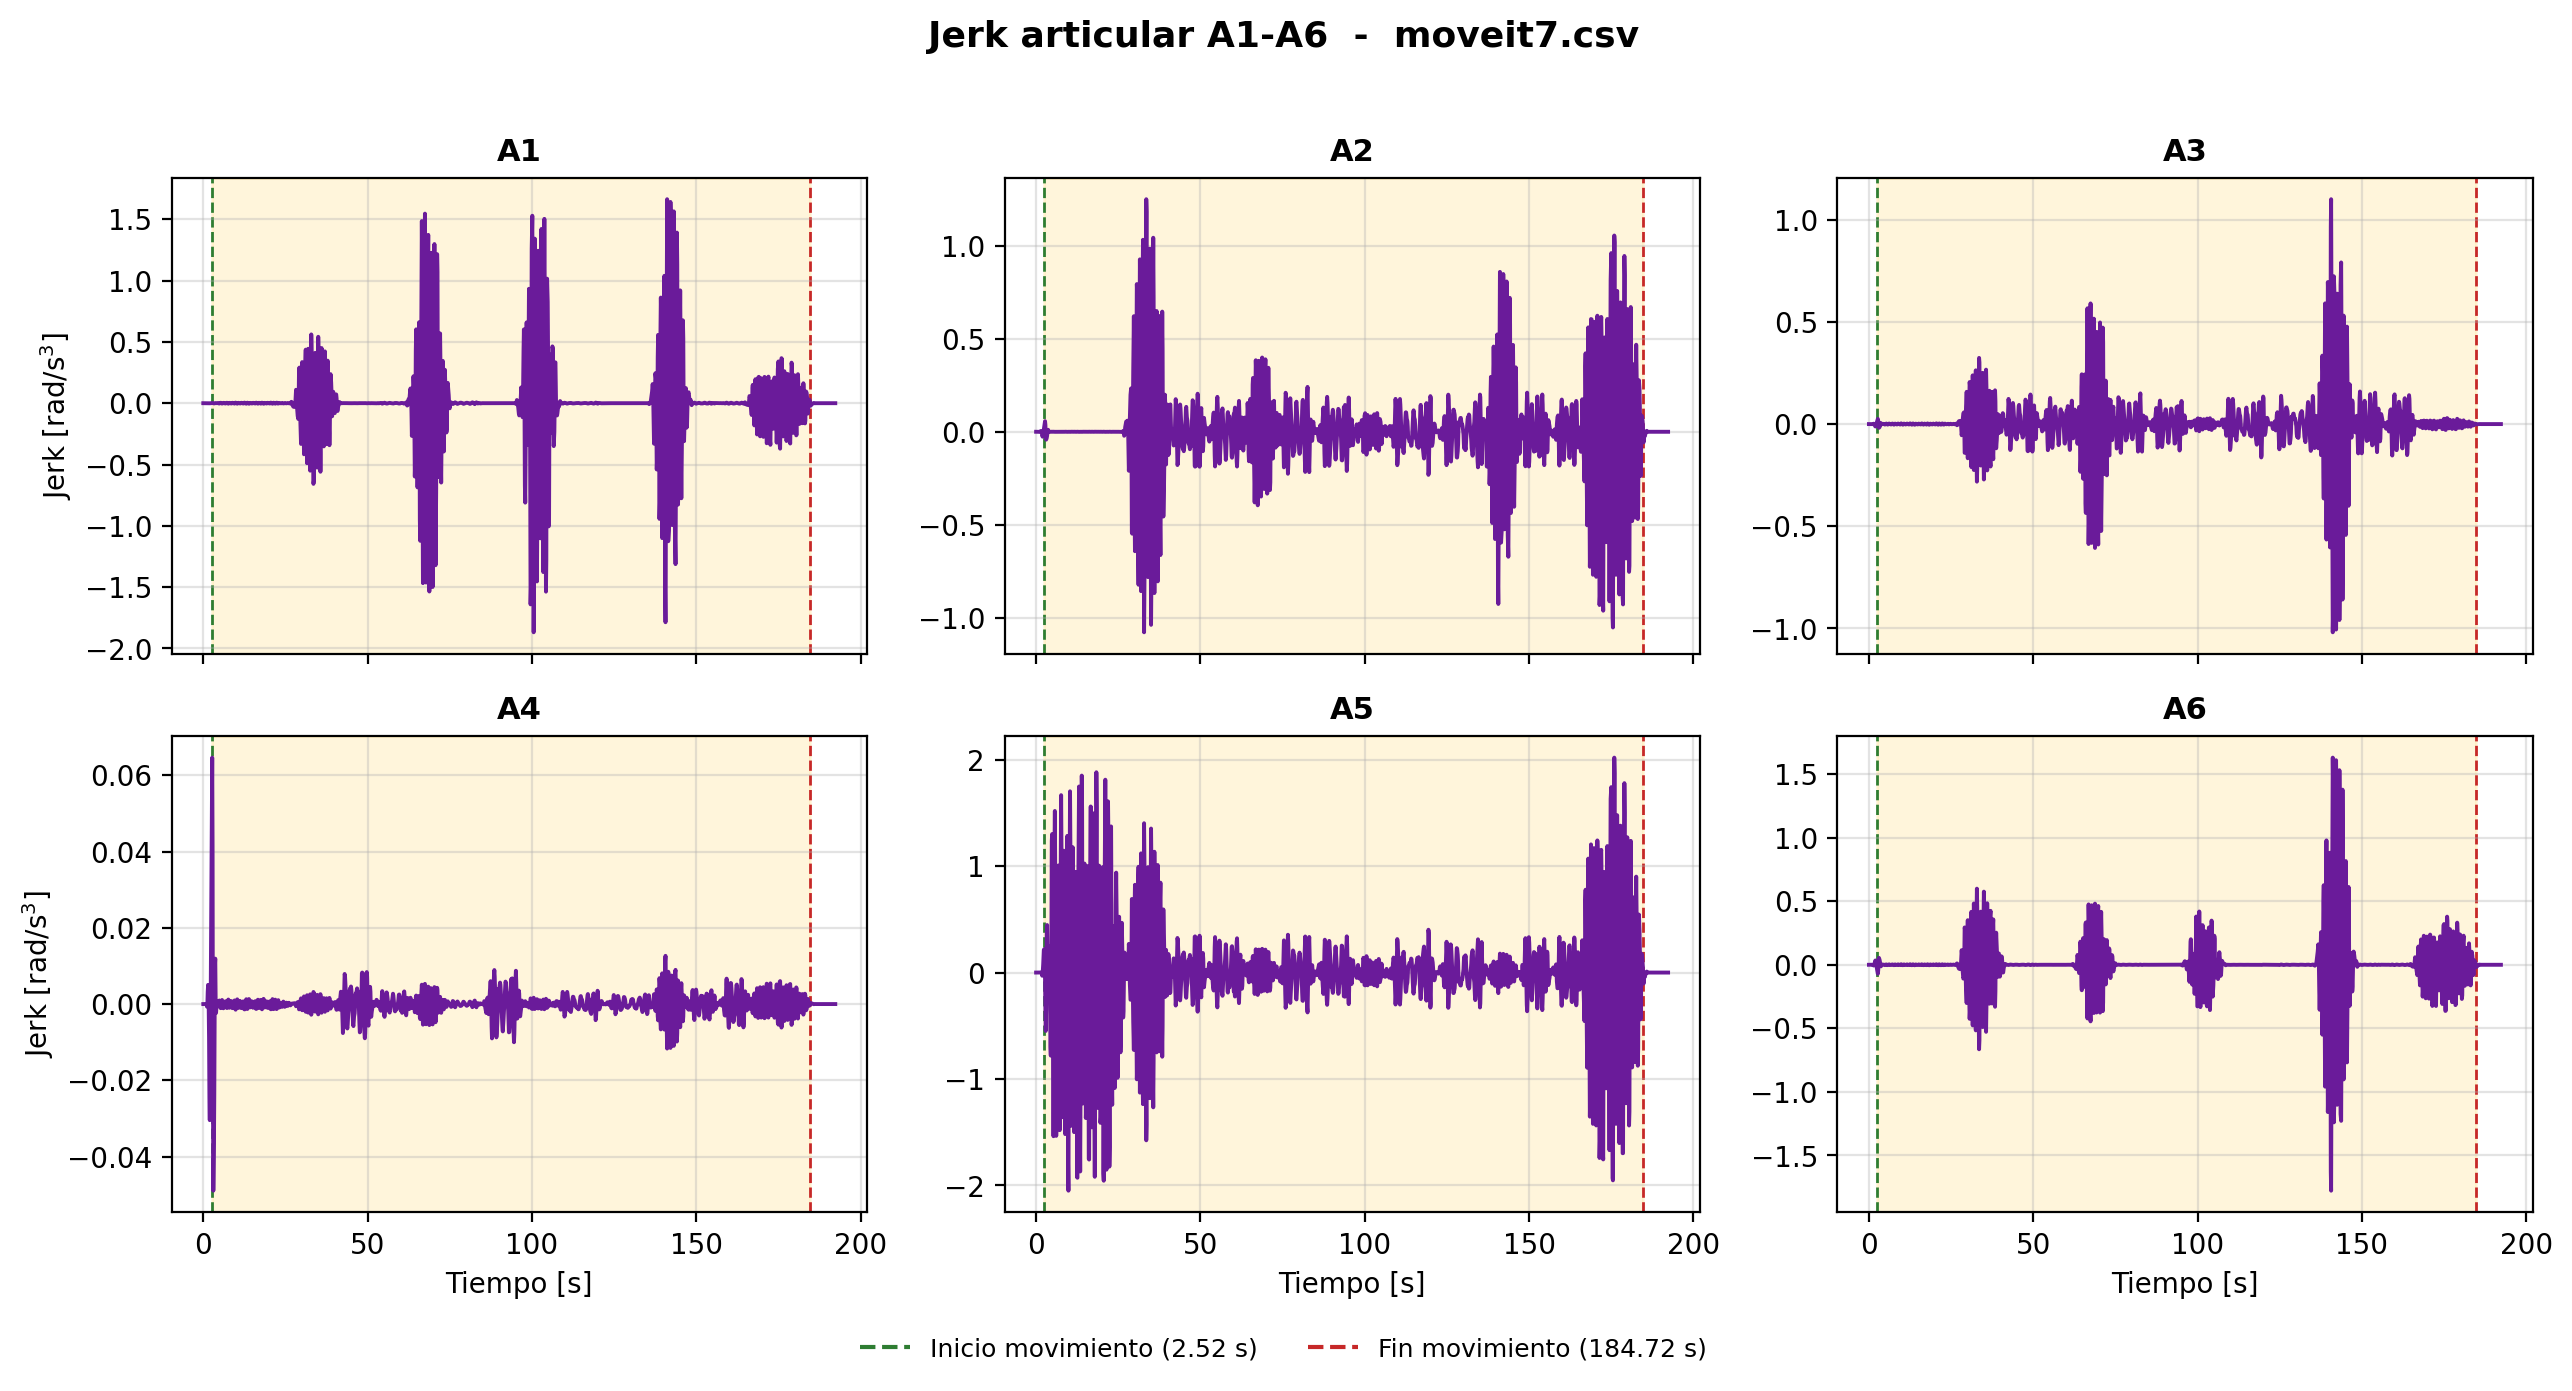 Jerk articular A1-A6  -  moveit7.csv
A1
A2
A3
Jerk [rad/s³]
1.5
1.0
0.5
0.0
−0.5
−1.0
−1.5
−2.0
1.0
0.5
0.0
−0.5
−1.0
1.0
0.5
0.0
−0.5
−1.0
A4
A5
A6
Jerk [rad/s³]
0.06
0.04
0.02
0.00
−0.02
−0.04
2
1
0
−1
−2
1.5
1.0
0.5
0.0
−0.5
−1.0
−1.5
0 50 100 150 200
0 50 100 150 200
0 50 100 150 200
Tiempo [s]
Tiempo [s]
Tiempo [s]
Inicio movimiento (2.52 s)
Fin movimiento (184.72 s)